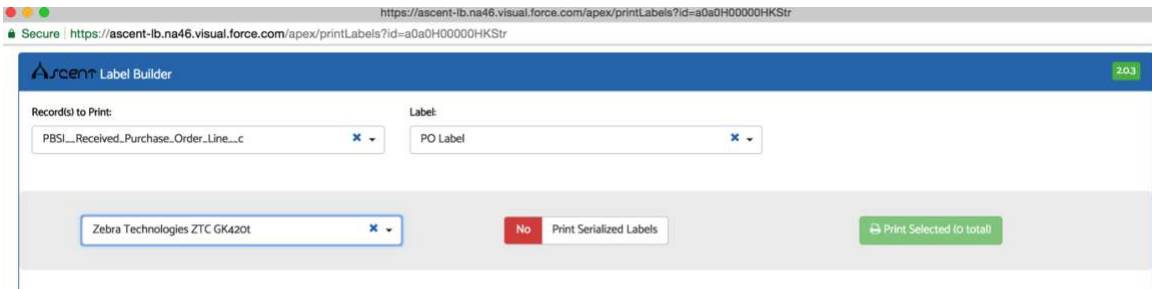 https://ascent-lb.na46.visual.force.com/apex/printLabels?id=a0a0H00000HKStr
Secure https://ascent-lb.na46.visual.force.com/apex/printLabels?id=a0a0H00000HKStr
Ascent Label Builder 2.0.3
Record(s) to Print: Label:
PBSI__Received_Purchase_Order_Line__c PO Label
Zebra Technologies ZTC GK420t No Print Serialized Labels Print Selected (0 total)